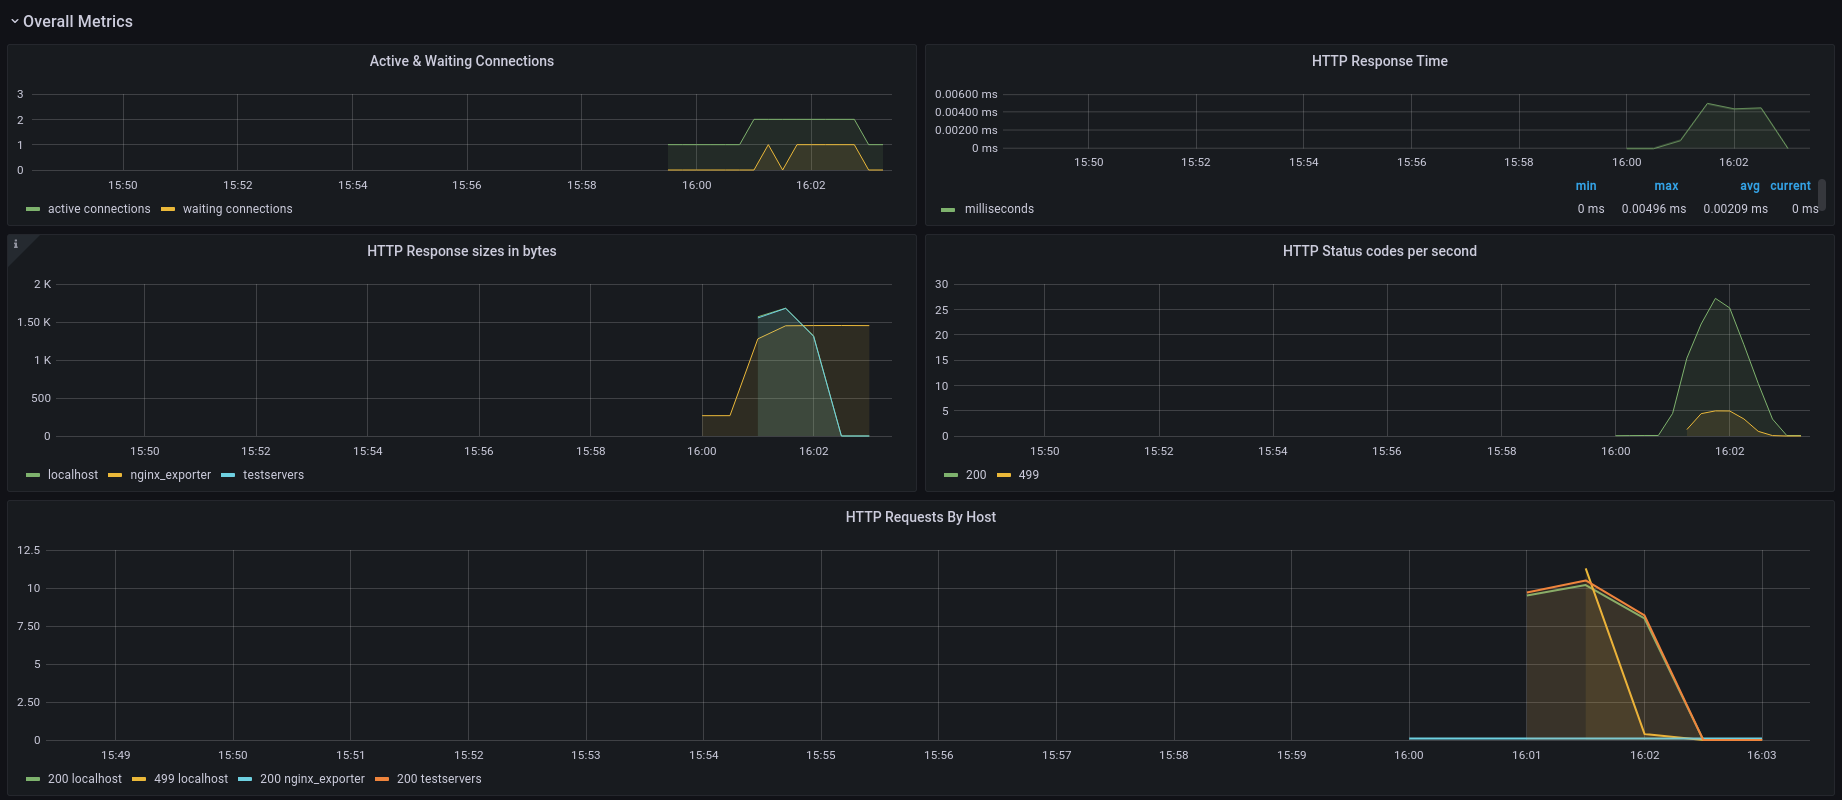 Overall Metrics
Active & Waiting Connections
3
2
1
0
15:50 15:52 15:54 15:56 15:58 16:00 16:02
active connections waiting connections
HTTP Response Time
0.00600 ms
0.00400 ms
0.00200 ms
0 ms
15:50 15:52 15:54 15:56 15:58 16:00 16:02
min max avg current
milliseconds 0 ms 0.00496 ms 0.00209 ms 0 ms
i
HTTP Response sizes in bytes
2 K
1.50 K
1 K
500
0
15:50 15:52 15:54 15:56 15:58 16:00 16:02
localhost nginx_exporter testservers
HTTP Status codes per second
30
25
20
15
10
5
0
15:50 15:52 15:54 15:56 15:58 16:00 16:02
200 499
HTTP Requests By Host
12.5
10
7.50
5
2.50
0
15:49 15:50 15:51 15:52 15:53 15:54 15:55 15:56 15:57 15:58 15:59 16:00 16:01 16:02 16:03
200 localhost 499 localhost 200 nginx_exporter 200 testservers